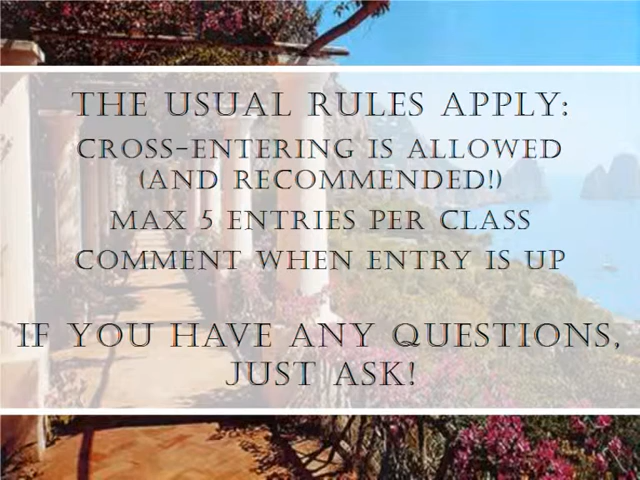 THE USUAL RULES APPLY:
CROSS-ENTERING IS ALLOWED
(AND RECOMMENDED!)
MAX 5 ENTRIES PER CLASS
COMMENT WHEN ENTRY IS UP
IF YOU HAVE ANY QUESTIONS,
JUST ASK!